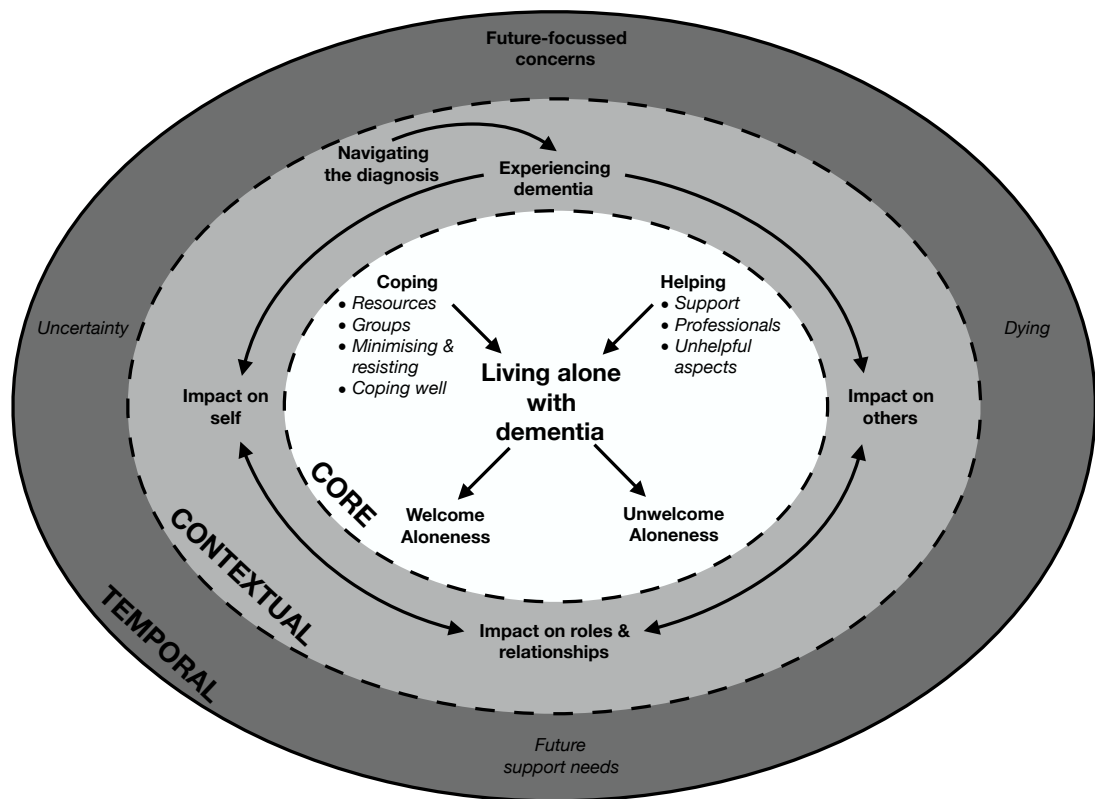 Future-focussed
concerns
Navigating
the diagnosis
Experiencing
dementia
Coping
• Resources
• Groups
• Minimising &
resisting
• Coping well
Helping
• Support
• Professionals
• Unhelpful
aspects
Uncertainty
Dying
Living alone
with
dementia
Impact on
self
Impact on
others
CORE
Welcome
Aloneness
Unwelcome
Aloneness
CONTEXTUAL
TEMPORAL
Impact on roles &
relationships
Future
support needs